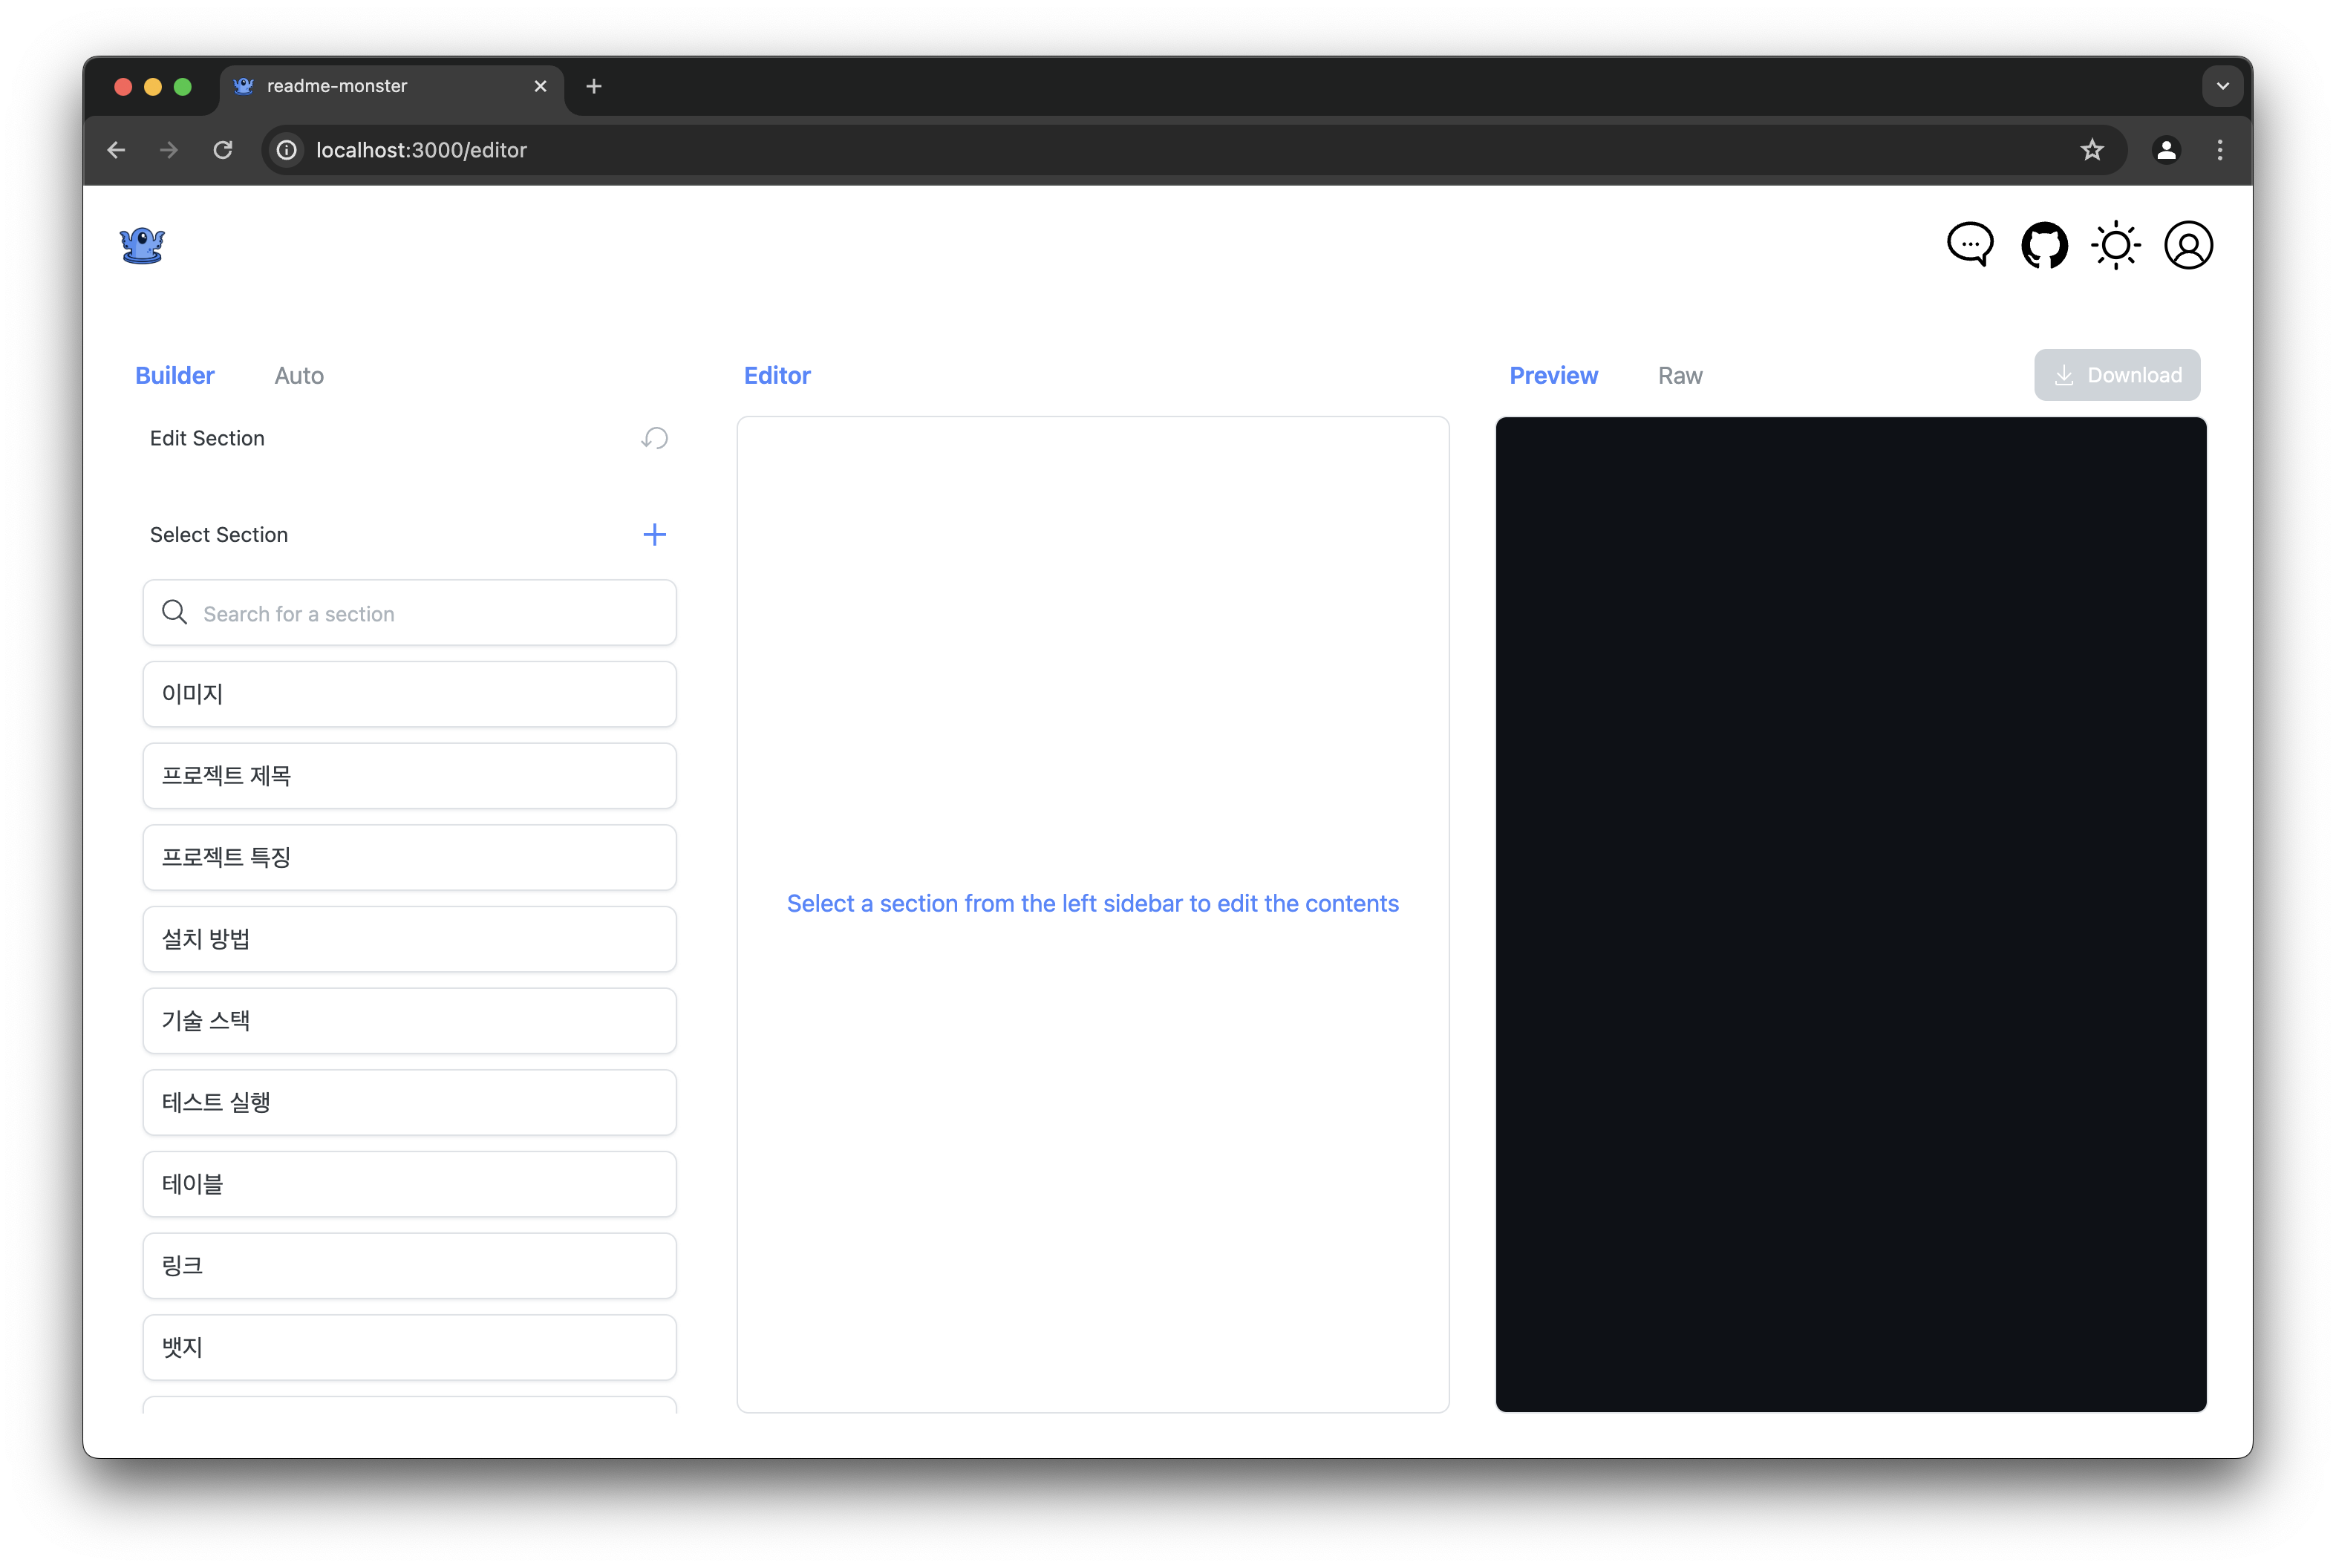 readme-monster
localhost:3000/editor
Builder Auto
Edit Section
Select Section
Search for a section
이미지
프로젝트 제목
프로젝트 특징
설치 방법
기술 스택
테스트 실행
테이블
링크
뱃지
Editor
Select a section from the left sidebar to edit the contents
Preview Raw Download